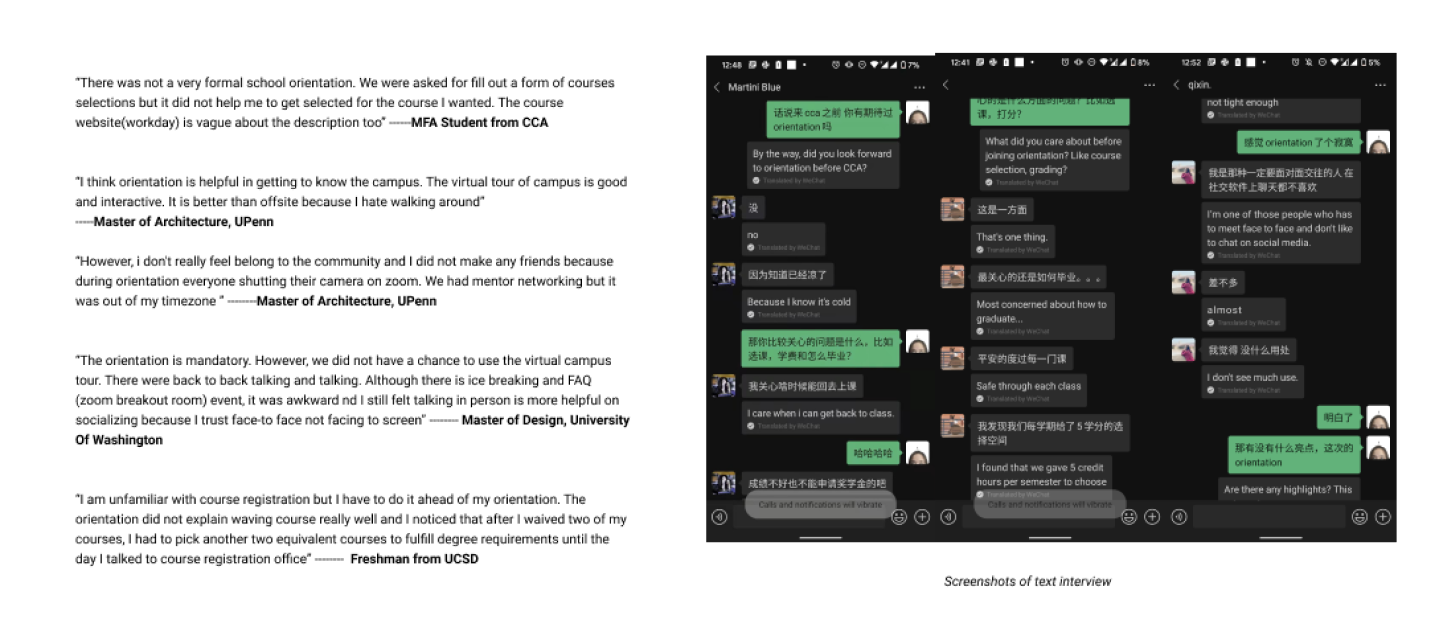 “There was not a very formal school orientation. We were asked for fill out a form of courses
selections but it did not help me to get selected for the course I wanted. The course
website(workday) is vague about the description too” ------MFA Student from CCA
“I think orientation is helpful in getting to know the campus. The virtual tour of campus is good
and interactive. It is better than offsite because I hate walking around”
-----Master of Architecture, UPenn
“However, i don't really feel belong to the community and I did not make any friends because
during orientation everyone shutting their camera on zoom. We had mentor networking but it
was out of my timezone “ --------Master of Architecture, UPenn
“The orientation is mandatory. However, we did not have a chance to use the virtual campus
tour. There were back to back talking and talking. Although there is ice breaking and FAQ
(zoom breakout room) event, it was awkward nd I still felt talking in person is more helpful on
socializing because I trust face-to face not facing to screen” -------- Master of Design, University
Of Washington
“I am unfamiliar with course registration but I have to do it ahead of my orientation. The
orientation did not explain waving course really well and I noticed that after I waived two of my
courses, I had to pick another two equivalent courses to fulfill degree requirements until the
day I talked to course registration office” -------- Freshman from UCSD
12:48
7%
Martini Blue
话说来 cca 之前 你有期待过
orientation 吗
By the way, did you look forward
to orientation before CCA?
Translated by WeChat
没
no
Translated by WeChat
因为知道已经凉了
Because I know it's cold
Translated by WeChat
那你比较关心的问题是什么，比如
选课，学费和怎么毕业？
我关心啥时候能回去上课
I care when i can get back to class.
Translated by WeChat
哈哈哈哈
成绩不好也不能申请奖学金的吧
Calls and notifications will vibrate
12:41
8%
心的是什么方面的问题？比如选
课，打分？
What did you care about before
joining orientation? Like course
selection, grading?
Translated by WeChat
这是一方面
That's one thing.
Translated by WeChat
最关心的还是如何毕业。。。
Most concerned about how to
graduate...
Translated by WeChat
平安的度过每一门课
Safe through each class
Translated by WeChat
我发现我们每学期给了 5 学分的选
择空间
I found that we gave 5 credit
hours per semester to choose
Translated by WeChat
Calls and notifications will vibrate
12:52
5%
qixin.
not tight enough
Translated by WeChat
感觉 orientation 了个寂寞
我是那种一定要面对面交往的人 在
社交软件上聊天都不喜欢
I'm one of those people who has
to meet face to face and don't like
to chat on social media.
Translated by WeChat
差不多
almost
Translated by WeChat
我觉得 没什么用处
I don't see much use.
Translated by WeChat
明白了
那有没有什么亮点，这次的
orientation
Are there any highlights? This
Screenshots of text interview